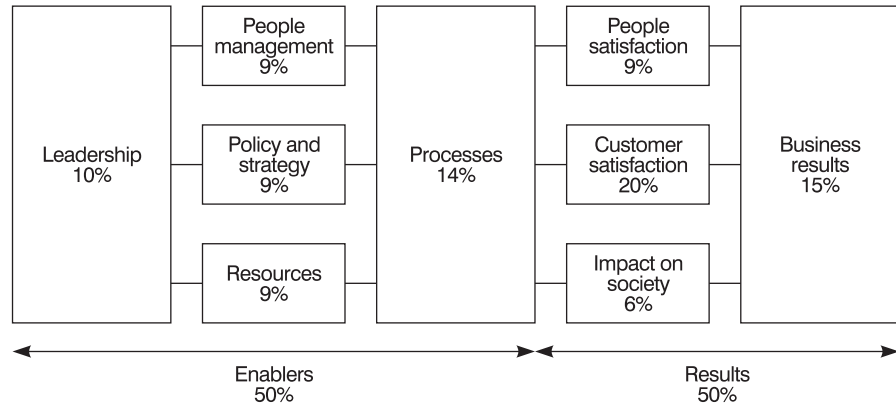 People
management
9%
People
satisfaction
9%
Leadership
10%
Policy and
strategy
9%
Processes
14%
Customer
satisfaction
20%
Business
results
15%
Resources
9%
Impact on
society
6%
Enablers
50%
Results
50%